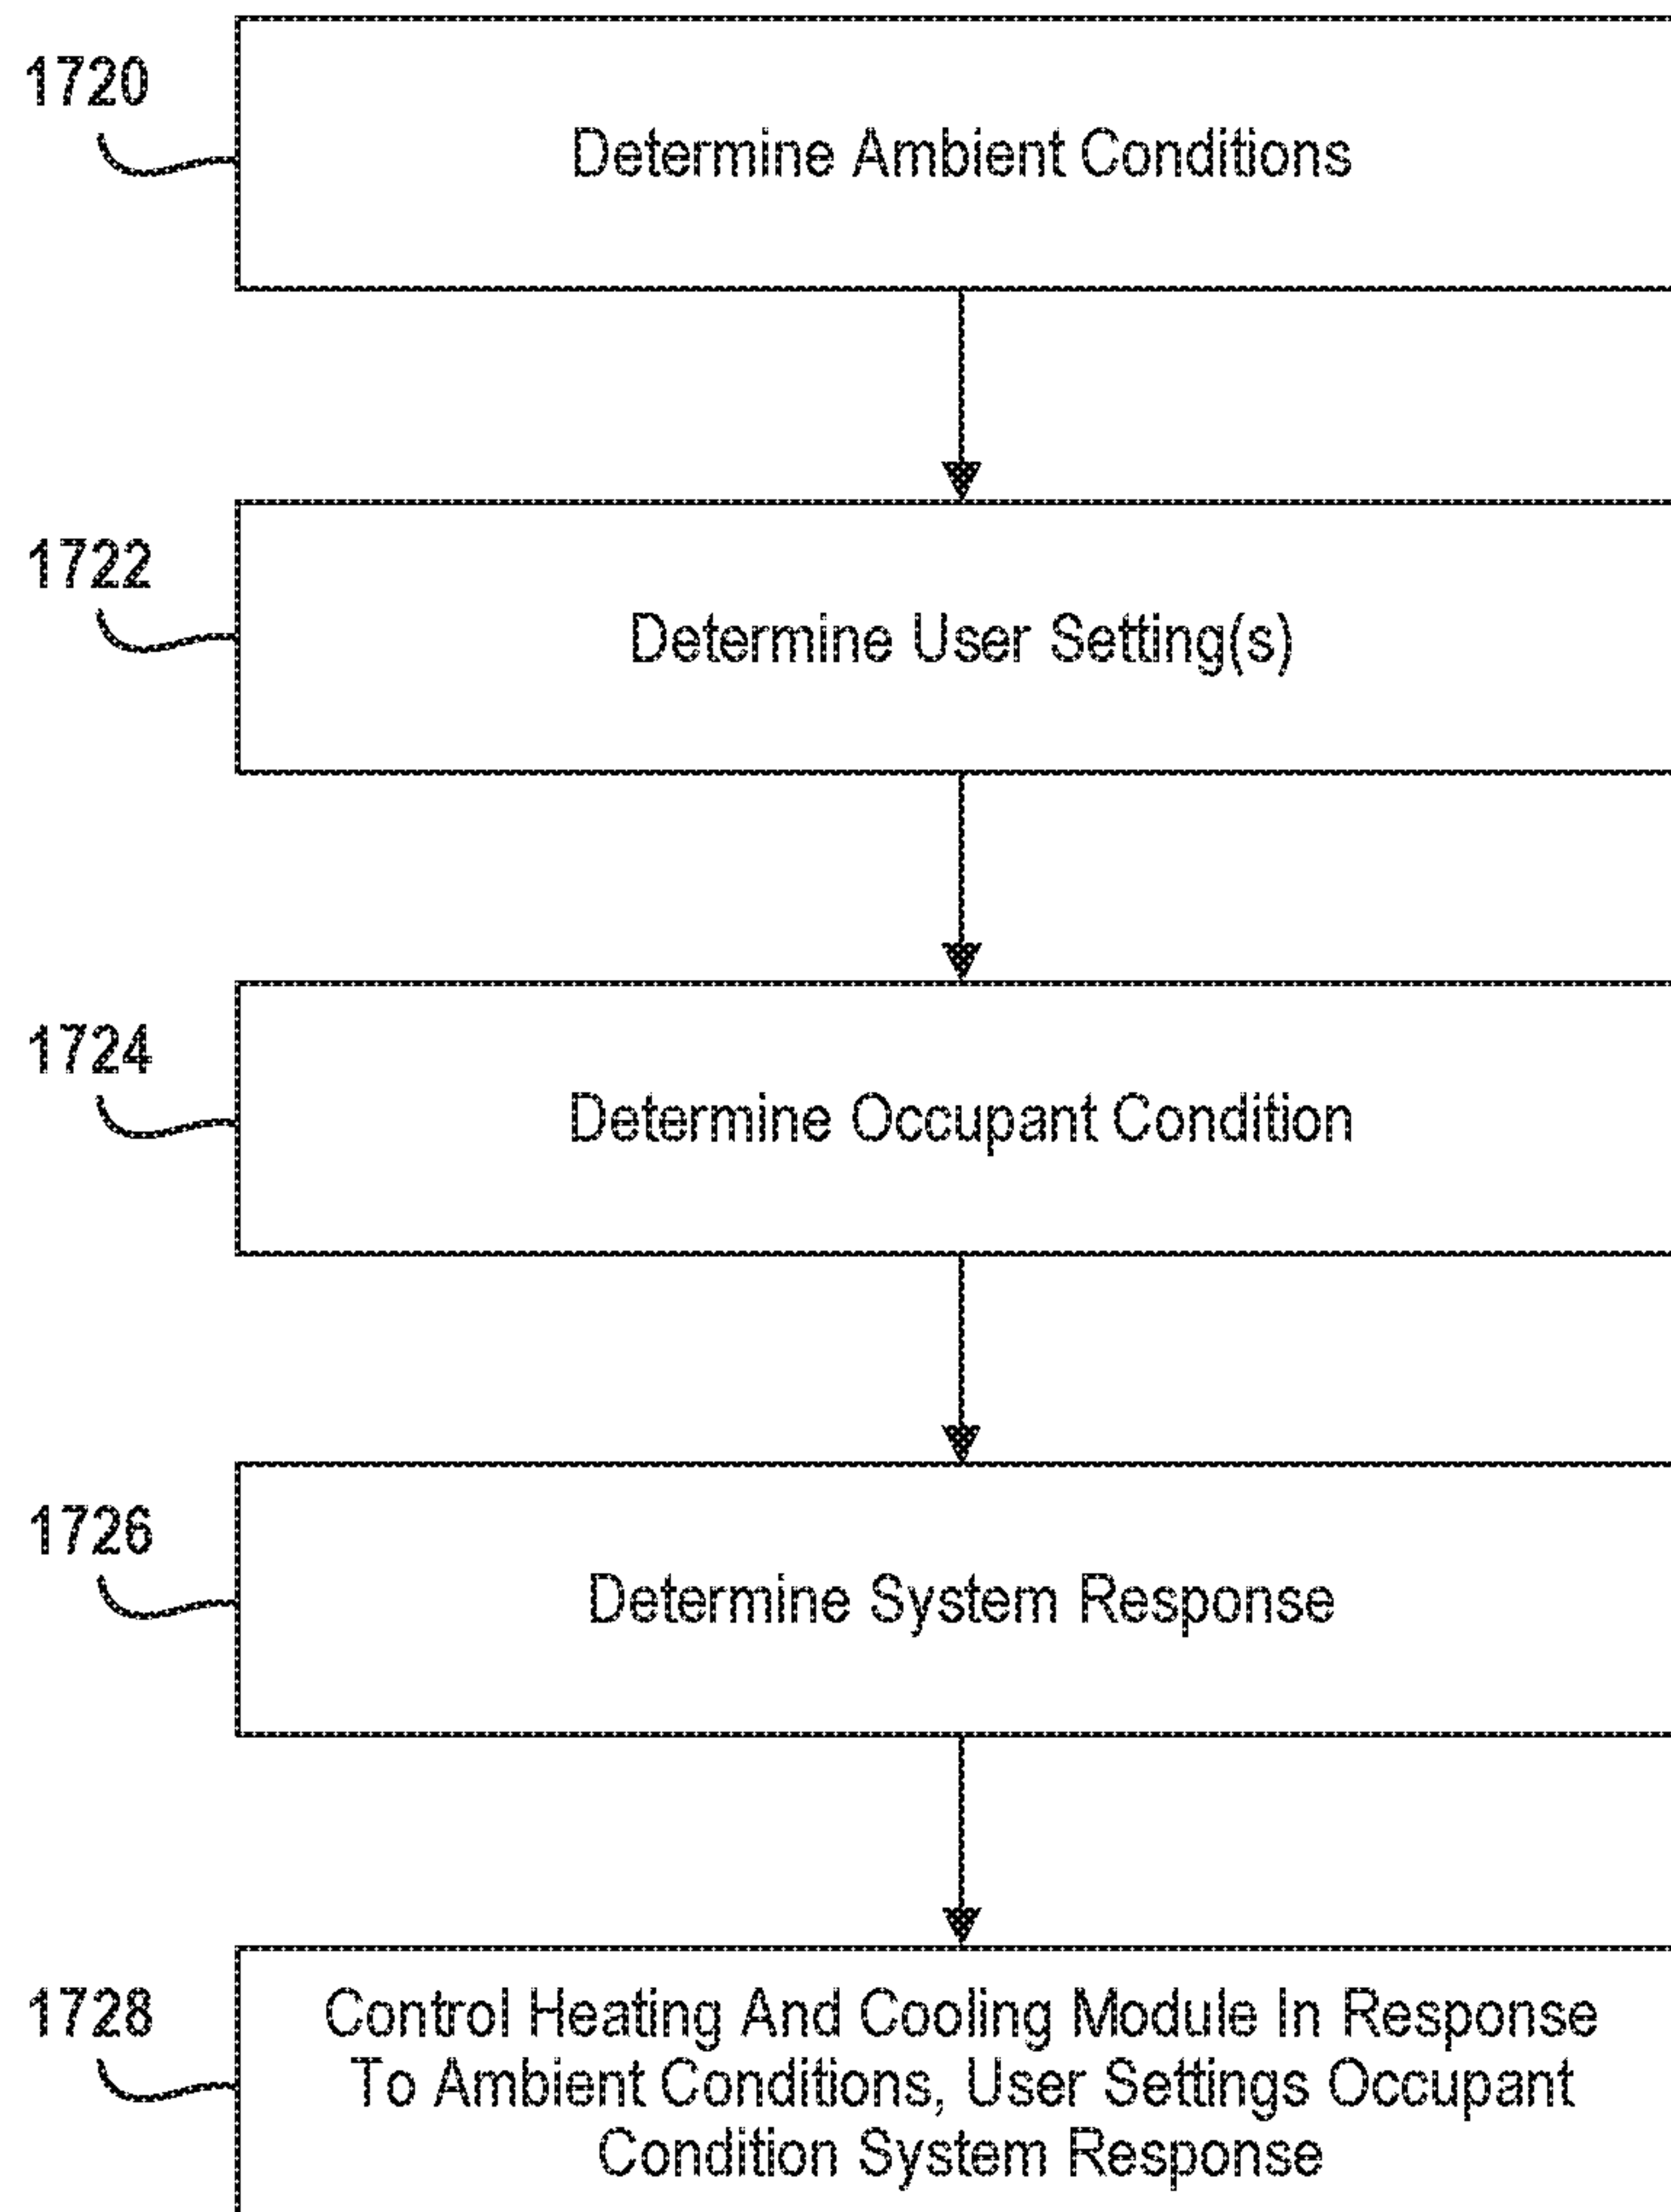 1720
Determine Ambient Conditions
1722
Determine User Setting(s)
1724
Determine Occupant Condition
1726
Determine System Response
1728
Control Heating And Cooling Module In Response
To Ambient Conditions, User Settings Occupant
Condition System Response